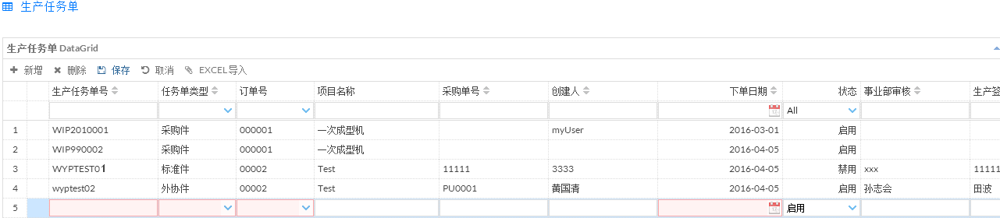 生产任务单
生产任务单 DataGrid
新增 删除 保存 取消 EXCEL导入
生产任务单号 任务单类型 订单号 项目名称 采购单号 创建人 下单日期 状态 事业部审核 生产签
All
1 WIP2010001 采购件 000001 一次成型机 myUser 2016-03-01 启用
2 WIP990002 采购件 000001 一次成型机 2016-04-05 启用
3 WYPTEST01 标准件 00002 Test 11111 3333 2016-04-05 禁用 xxx 11111
4 wyptest02 外协件 00002 Test PU0001 黄国清 2016-04-05 启用 孙志会 田波
5 启用